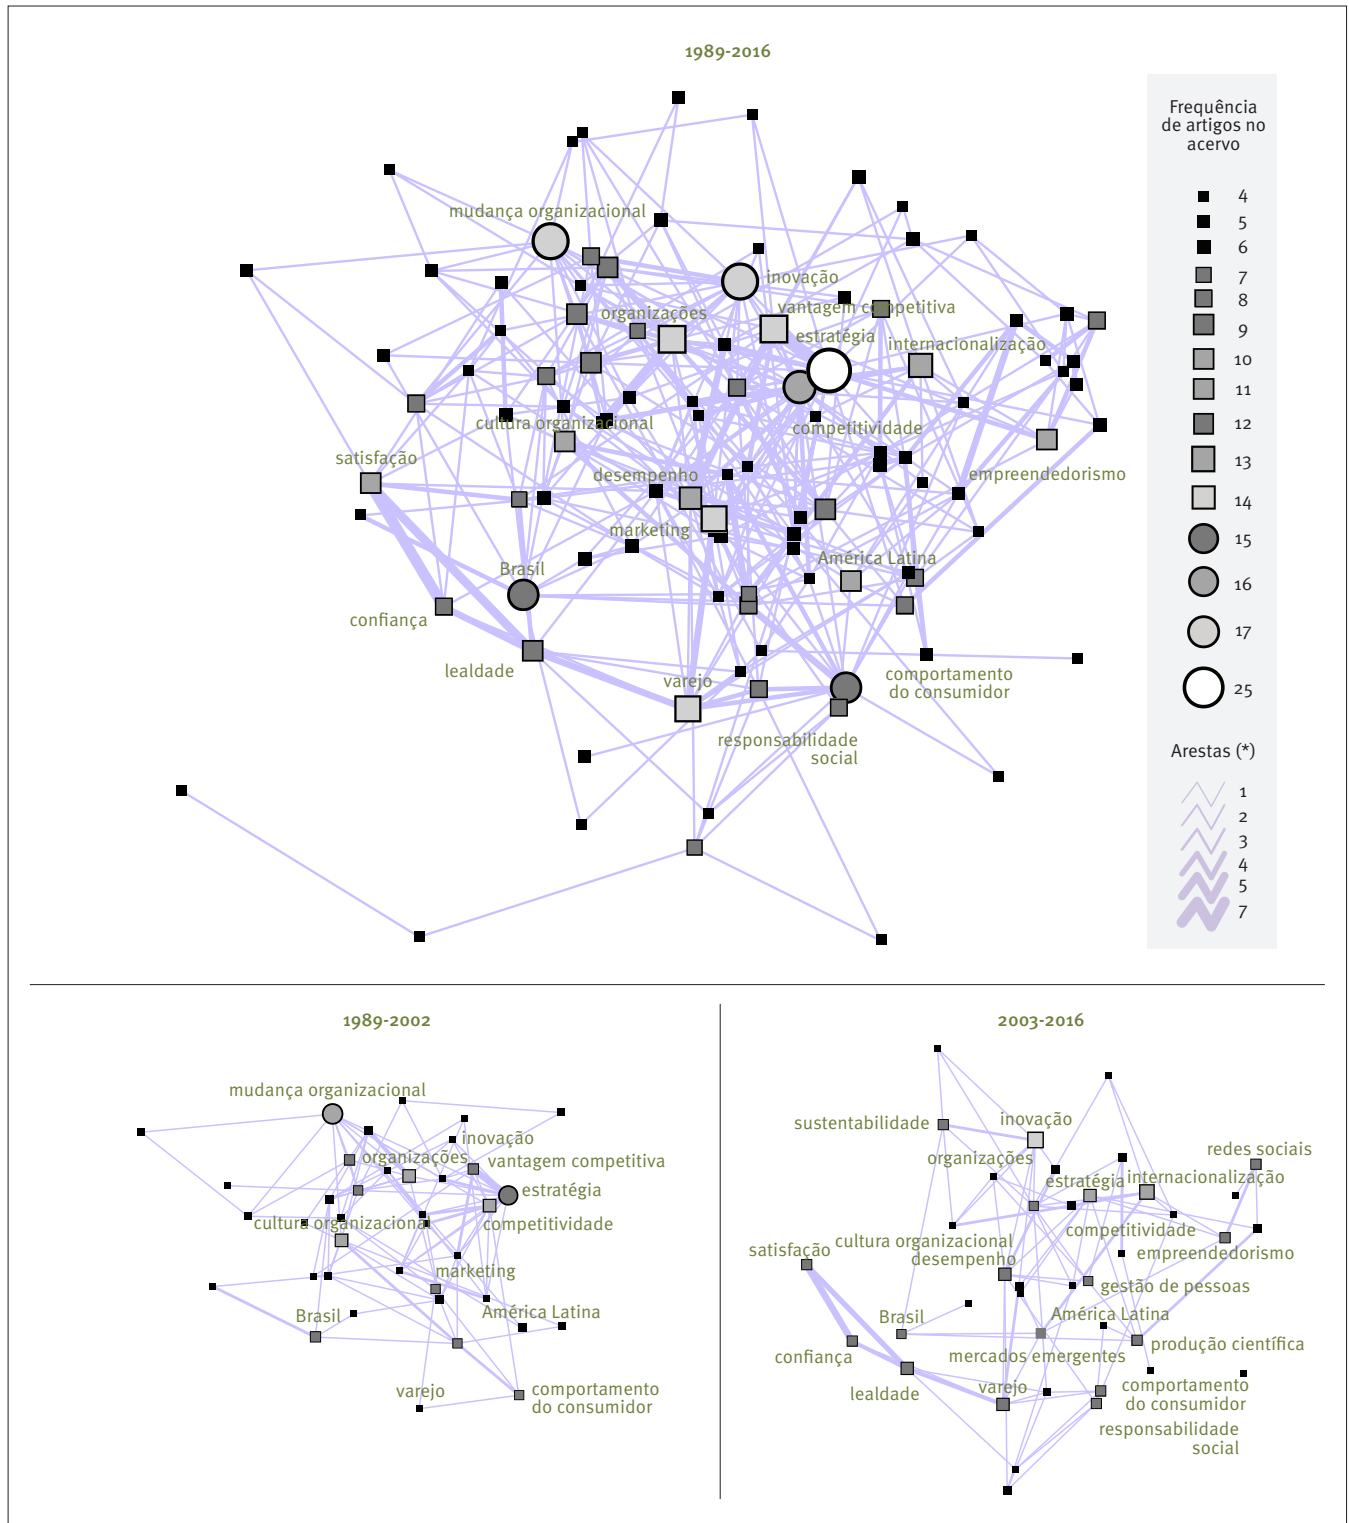 1989-2016
mudança organizacional
inovação
organizações
vantagem competitiva
estratégia
internacionalização
cultura organizacional
competitividade
satisfação
desempenho
empreendedorismo
marketing
Brasil
América Latina
confiança
lealdade
varejo
comportamento
do consumidor
responsabilidade
social
Frequência
de artigos no
acervo
4
5
6
7
8
9
10
11
12
13
14
15
16
17
25
Arestas (*)
1
2
3
4
5
7
1989-2002
mudança organizacional
inovação
organizações
vantagem competitiva
estratégia
cultura organizacional
competitividade
marketing
Brasil
América Latina
varejo
comportamento
do consumidor
2003-2016
sustentabilidade
inovação
organizações
redes sociais
estratégia
internacionalização
competitividade
cultura organizacional
satisfação
desempenho
empreendedorismo
gestão de pessoas
Brasil
América Latina
confiança
mercados emergentes
produção científica
lealdade
varejo
comportamento
do consumidor
responsabilidade
social